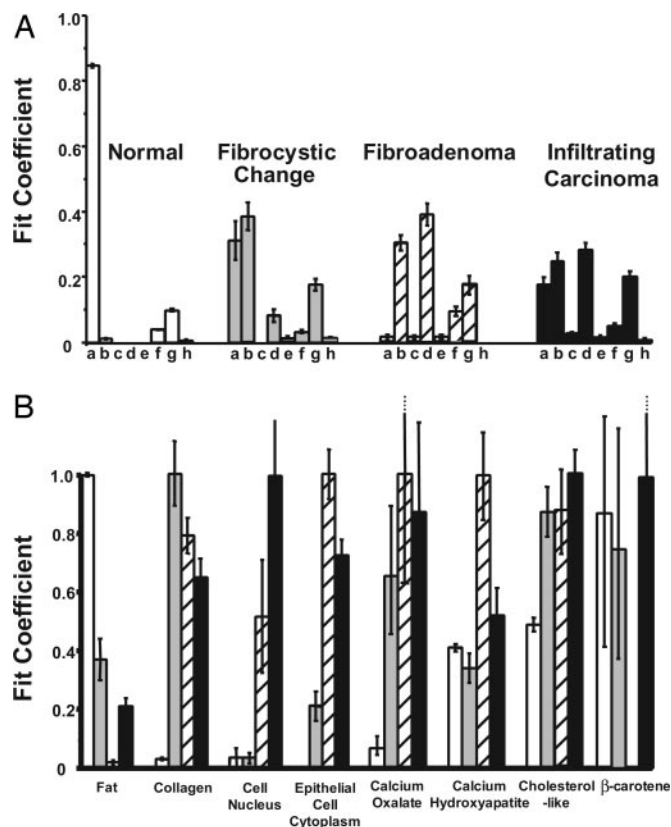 A
Fit Coefficient
1.0
0.8
0.6
0.4
0.2
0
Normal
Fibrocystic
Change
Fibroadenoma
Infiltrating
Carcinoma
a b c d e f g h
a b c d e f g h
a b c d e f g h
a b c d e f g h
B
Fit Coefficient
1.0
0.8
0.6
0.4
0.2
0
Fat
Collagen
Cell
Nucleus
Epithelial
Cell
Cytoplasm
Calcium
Oxalate
Calcium
Hydroxyapatite
Cholesterol
-like
β-carotene